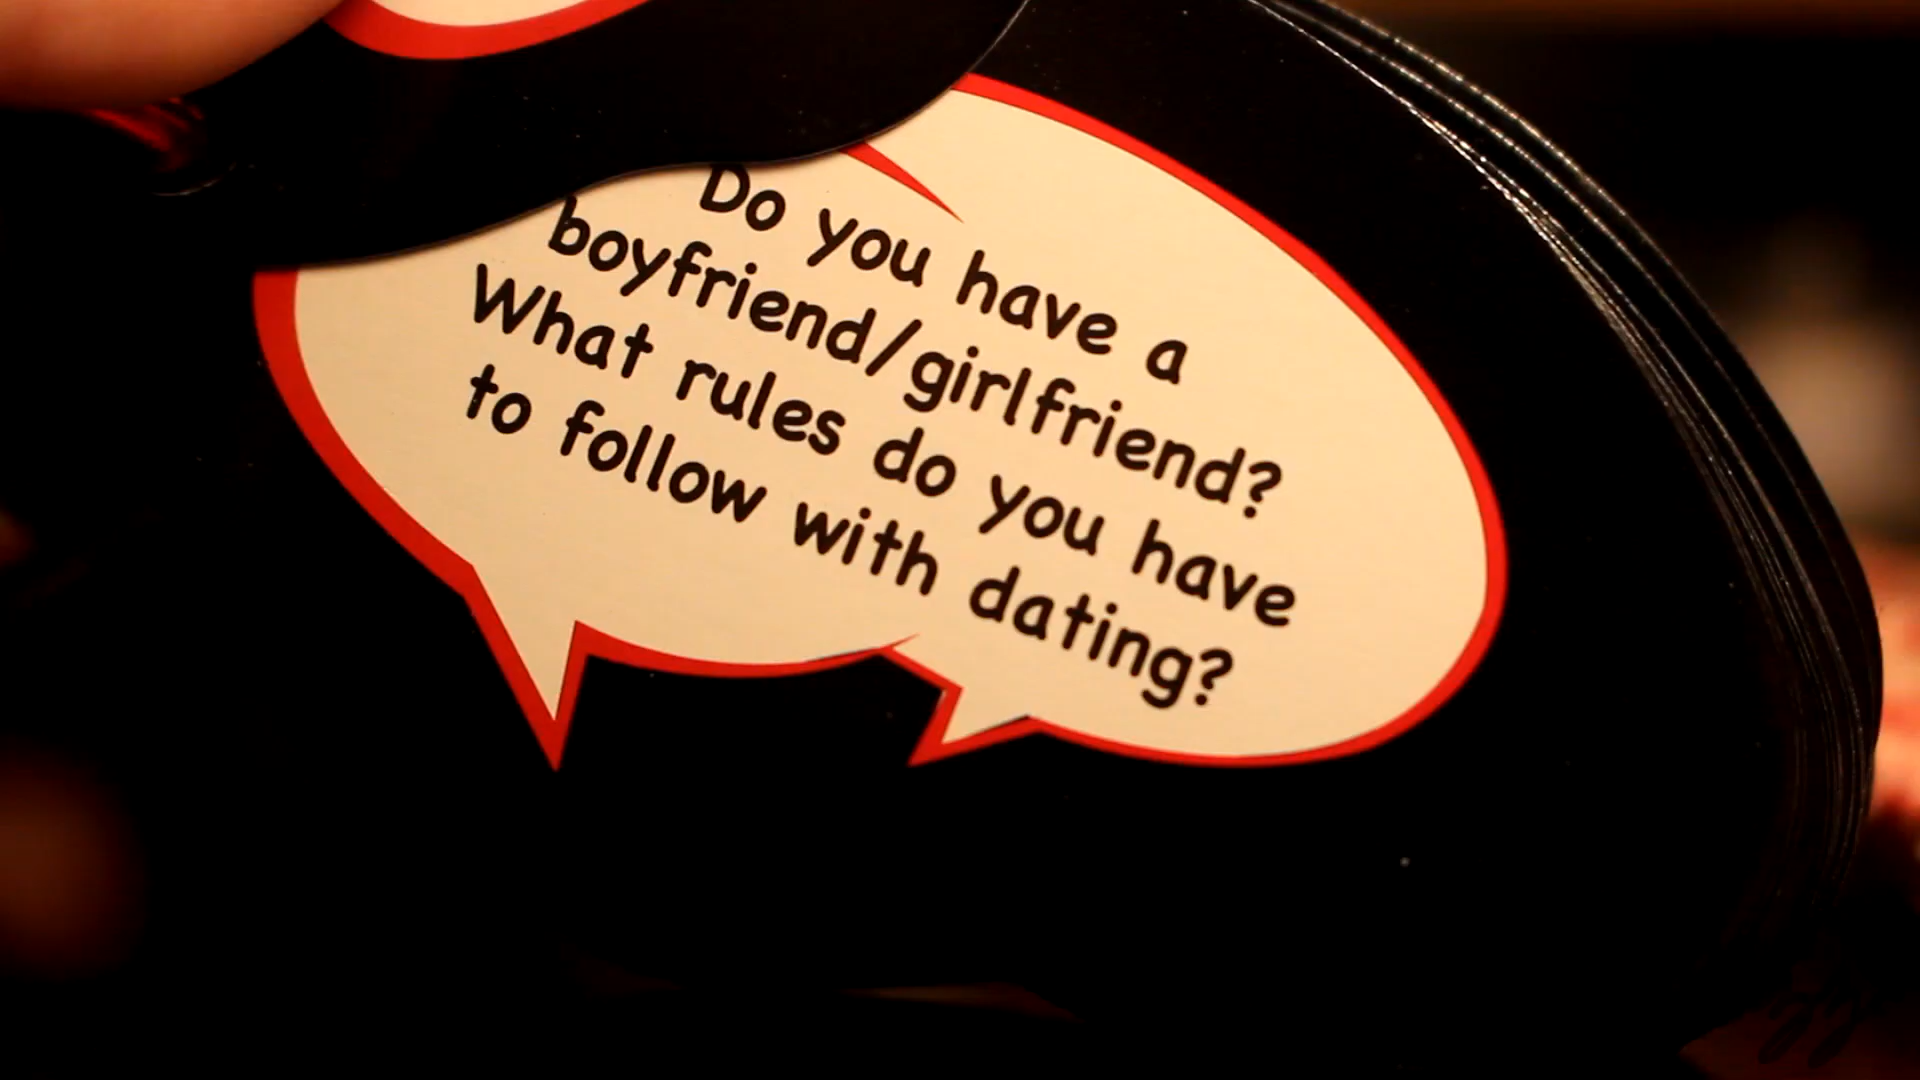 Do you have a
boyfriend/girlfriend?
What rules do you have
to follow with dating?